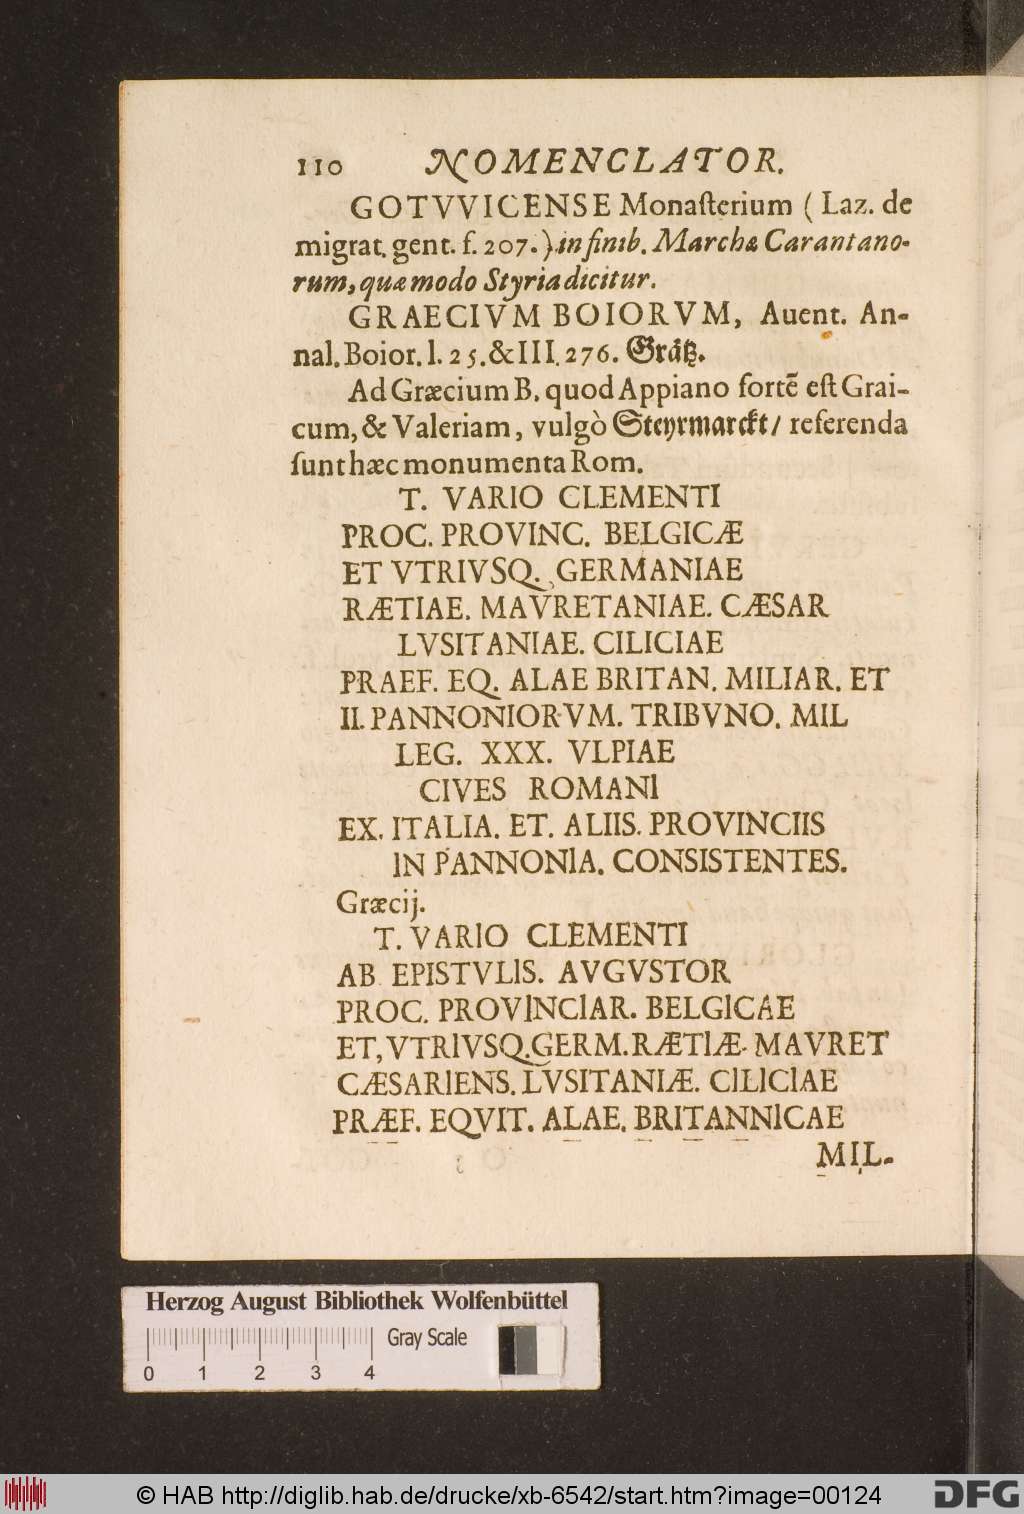 110 NOMENCLATOR.
GOTVVICENSE Monaſterium ( Laz. de
migrat. gent. f. 207. ) in finib. Marchæ Carantano-
rum, quæ modo Styria dicitur.
GRAECIVM BOIORVM, Auent. An-
nal. Boior. l. 25. & III. 276. Grätz.
Ad Græcium B. quod Appiano fortē eſt Grai-
cum, & Valeriam, vulgò Steyrmarckt/ referenda
ſunt hæc monumenta Rom.
T. VARIO CLEMENTI
PROC. PROVINC. BELGICÆ
ET VTRIVSQ. GERMANIAE
RÆTIAE. MAVRETANIAE. CÆSAR
LVSITANIAE. CILICIAE
PRAEF. EQ. ALAE BRITAN. MILIAR. ET
II. PANNONIORVM. TRIBVNO. MIL
LEG. XXX. VLPIAE
CIVES ROMANI
EX. ITALIA. ET. ALIIS. PROVINCIIS
IN PANNONIA. CONSISTENTES.
Græcij.
T. VARIO CLEMENTI
AB EPISTVLIS. AVGVSTOR
PROC. PROVINCIAR. BELGICAE
ET, VTRIVSQ. GERM. RÆTIÆ. MAVRET
CÆSARIENS. LVSITANIÆ. CILICIAE
PRÆF. EQVIT. ALAE. BRITANNICAE
MIL.
Herzog August Bibliothek Wolfenbüttel
Gray Scale
0 1 2 3 4
© HAB http://diglib.hab.de/drucke/xb-6542/start.htm?image=00124
DFG